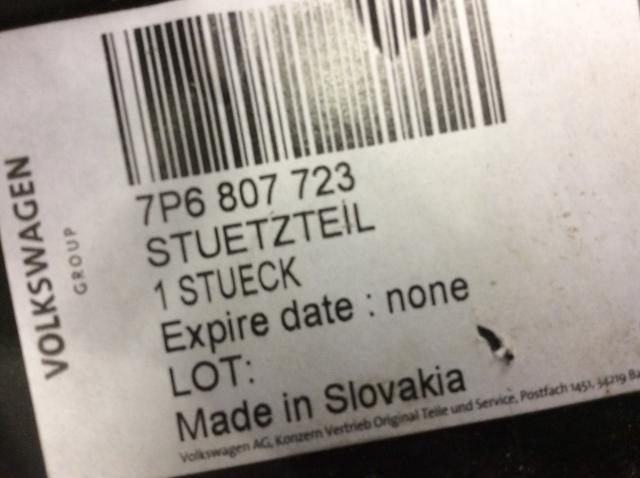 VOLKSWAGEN
GROUP
7P6 807 723
STUETZTEIL
1 STUECK
Expire date : none
LOT:
Made in Slovakia
Volkswagen AG, Konzern Vertrieb Original Teile und Service, Postfach 1451, 34219 Ba